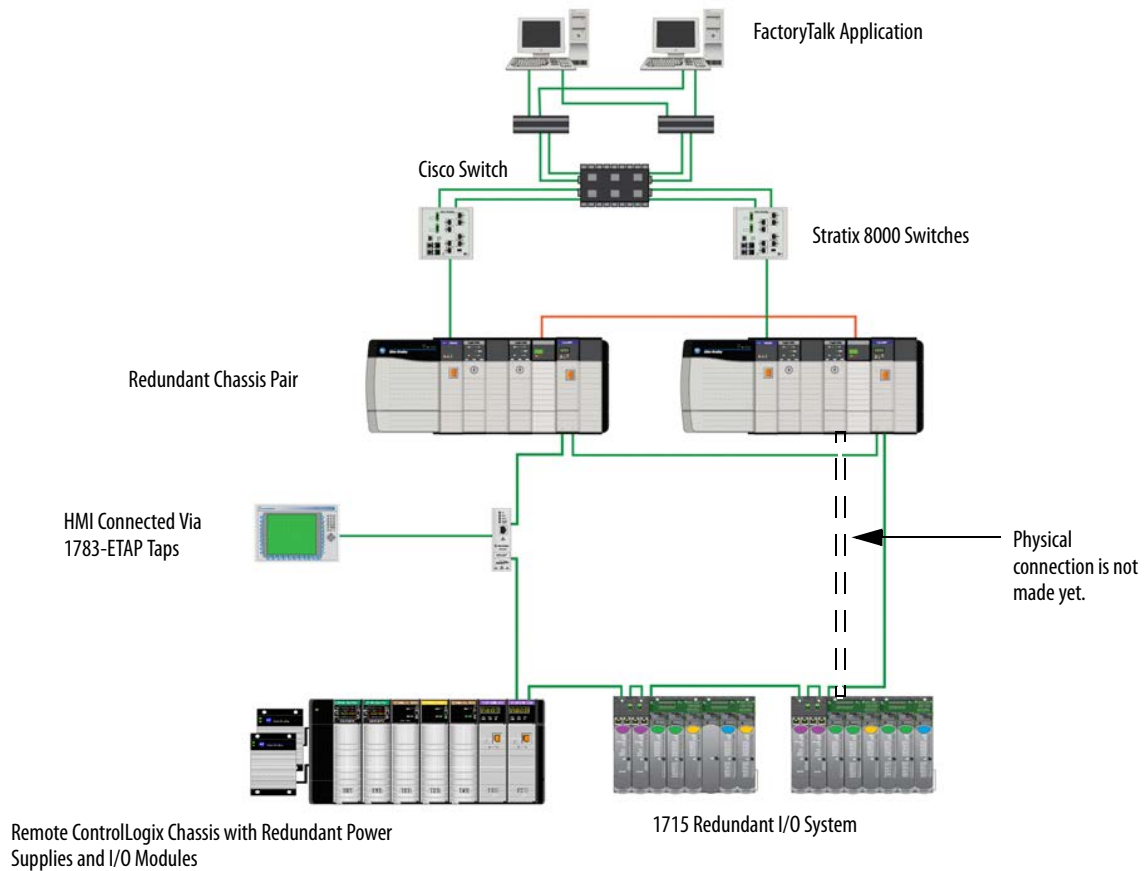 FactoryTalk Application
Cisco Switch
Stratix 8000 Switches
Redundant Chassis Pair
HMI Connected Via
1783-ETAP Taps
Physical
connection is not
made yet.
1715 Redundant I/O System
Remote ControlLogix Chassis with Redundant Power
Supplies and I/O Modules